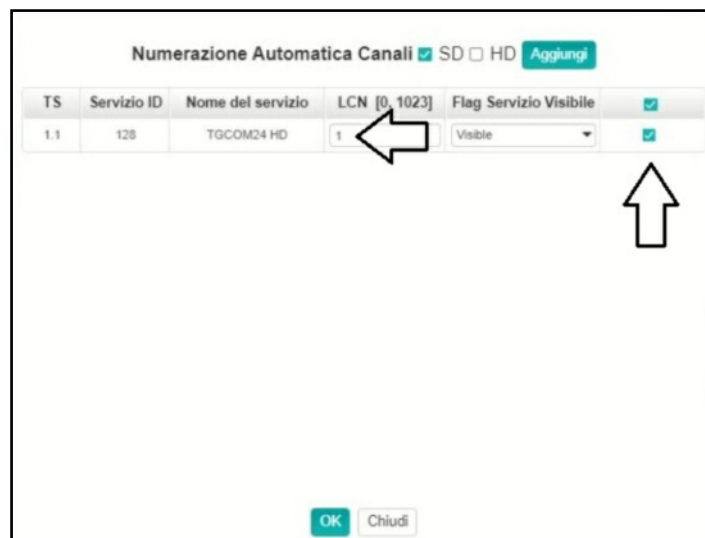 Numerazione Automatica Canali SD HD Aggiungi
TS Servizio ID Nome del servizio LCN [0, 1023] Flag Servizio Visibile
1.1 128 TGCOM24 HD 1 Visible
OK Chiudi